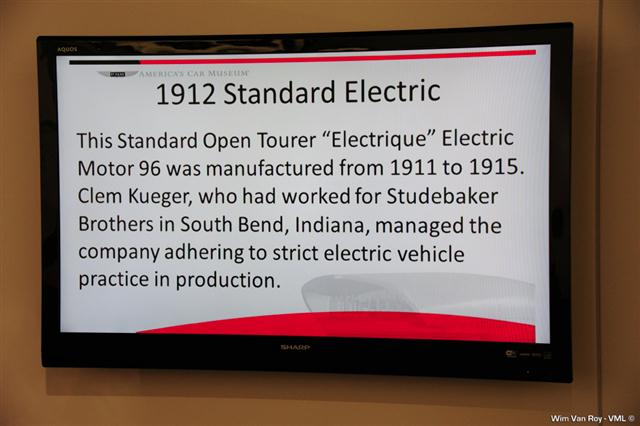 AQUOS
AMERICA'S CAR MUSEUM
1912 Standard Electric
This Standard Open Tourer “Electrique” Electric
Motor 96 was manufactured from 1911 to 1915.
Clem Kueger, who had worked for Studebaker
Brothers in South Bend, Indiana, managed the
company adhering to strict electric vehicle
practice in production.
SHARP
Wim Van Roy - VML ©